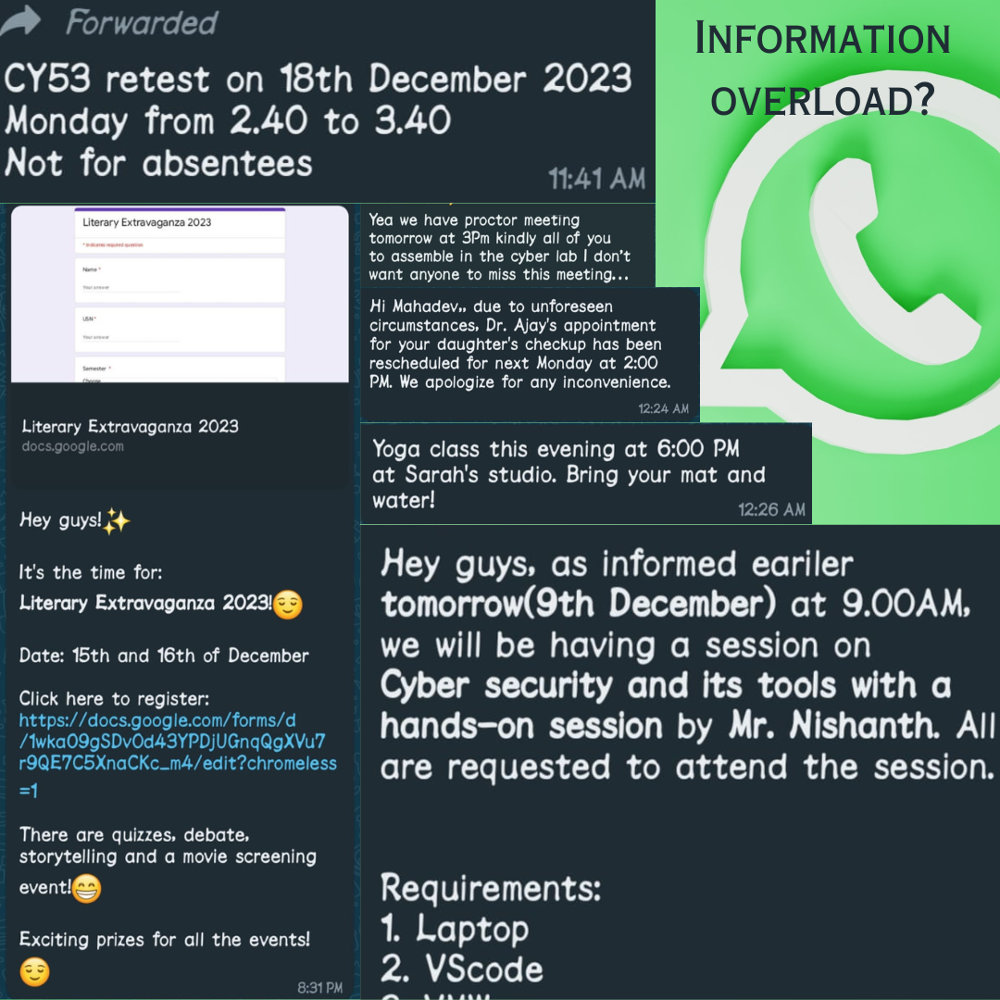 Forwarded
CY53 retest on 18th December 2023
Monday from 2.40 to 3.40
Not for absentees
11:41 AM
INFORMATION
OVERLOAD?
Literary Extravaganza 2023
* Indicates required question
Name *
Your answer
USN *
Your answer
Semester *
Choose
Literary Extravaganza 2023
docs.google.com
Hey guys!✨
It's the time for:
Literary Extravaganza 2023!😌
Date: 15th and 16th of December
Click here to register:
https://docs.google.com/forms/d
/1wkaO9gSDvOd43YPDjUGnqQgXVu7
r9QE7C5XnaCKc_m4/edit?chromeless
=1
There are quizzes, debate,
storytelling and a movie screening
event!😁
Exciting prizes for all the events!
😌
8:31 PM
Yea we have proctor meeting
tomorrow at 3Pm kindly all of you
to assemble in the cyber lab I don't
want anyone to miss this meeting...
Hi Mahadev,, due to unforeseen
circumstances, Dr. Ajay's appointment
for your daughter's checkup has been
rescheduled for next Monday at 2:00
PM. We apologize for any inconvenience.
12:24 AM
Yoga class this evening at 6:00 PM
at Sarah's studio. Bring your mat and
water!
12:26 AM
Hey guys, as informed eariler
tomorrow(9th December) at 9.00AM,
we will be having a session on
Cyber security and its tools with a
hands-on session by Mr. Nishanth. All
are requested to attend the session.
Requirements:
1. Laptop
2. VScode